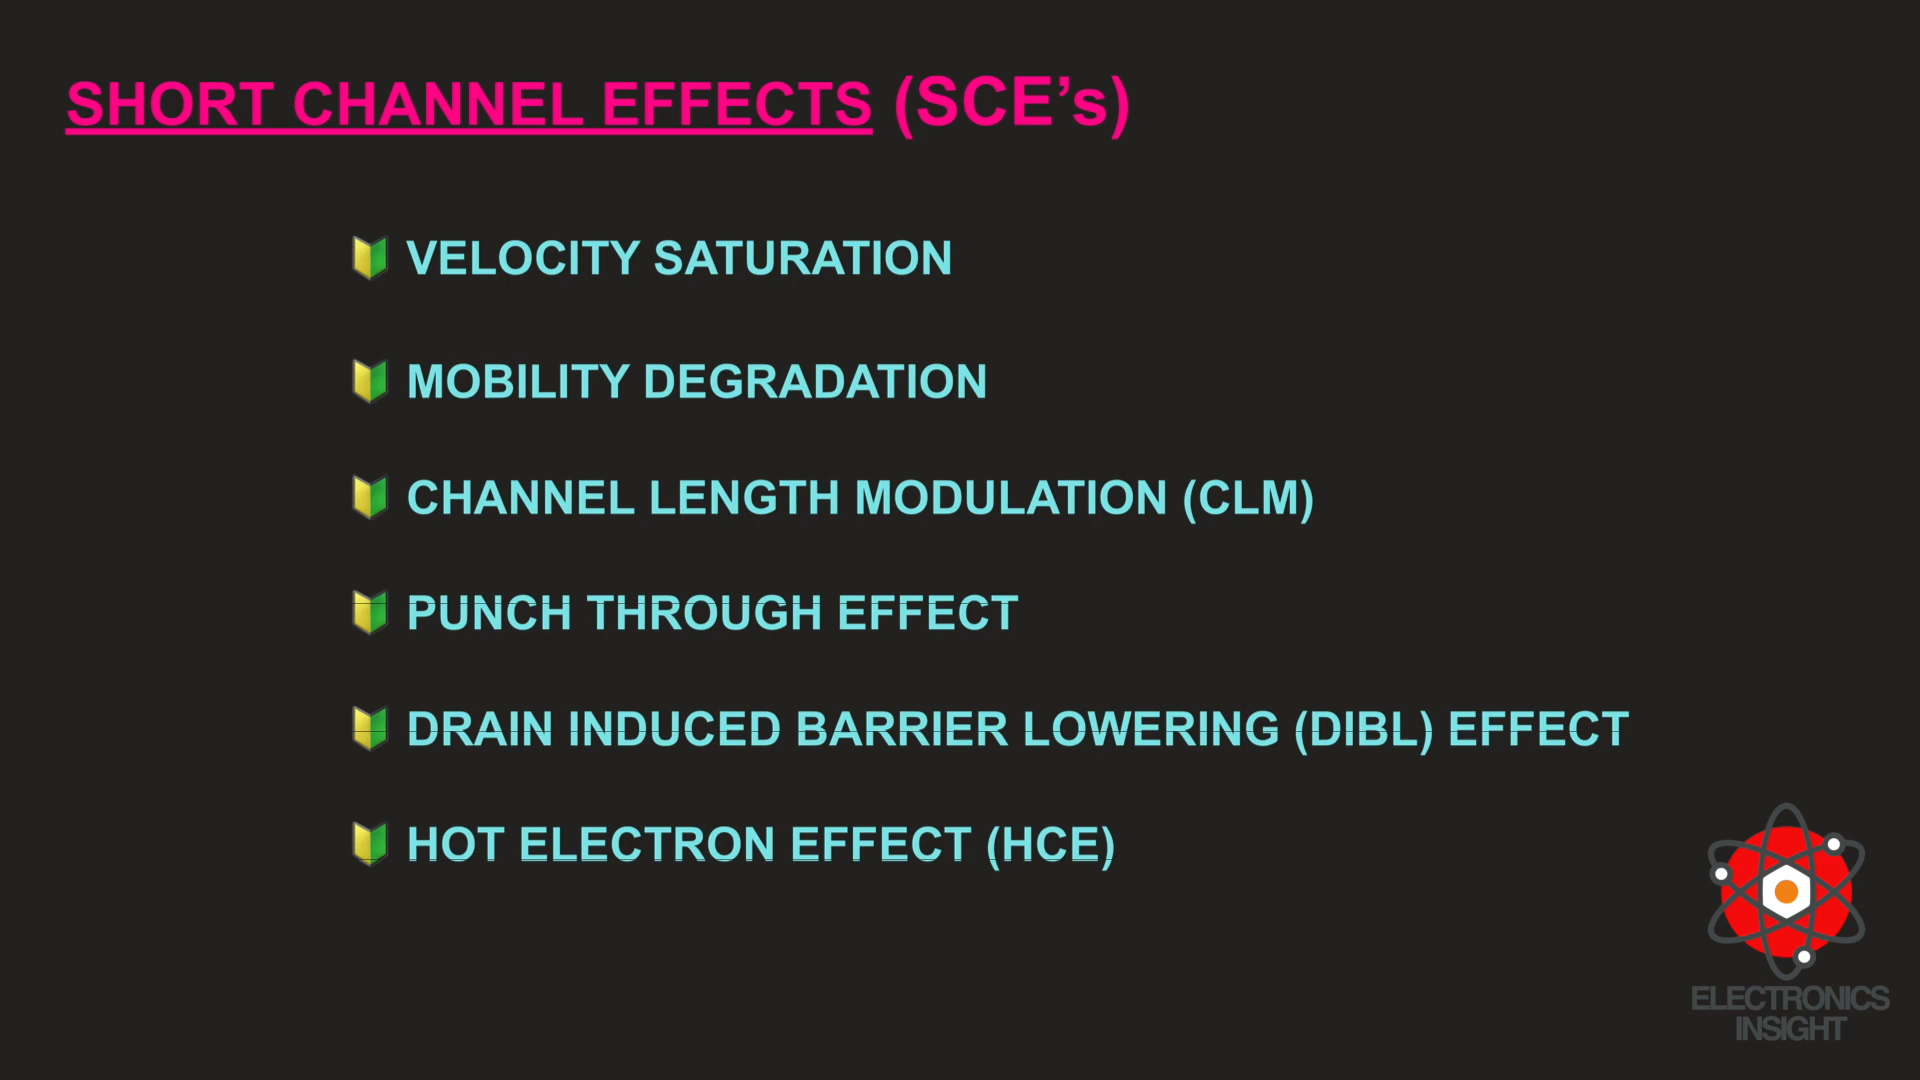 SHORT CHANNEL EFFECTS (SCE’s)
VELOCITY SATURATION
MOBILITY DEGRADATION
CHANNEL LENGTH MODULATION (CLM)
PUNCH THROUGH EFFECT
DRAIN INDUCED BARRIER LOWERING (DIBL) EFFECT
HOT ELECTRON EFFECT (HCE)
ELECTRONICS
INSIGHT